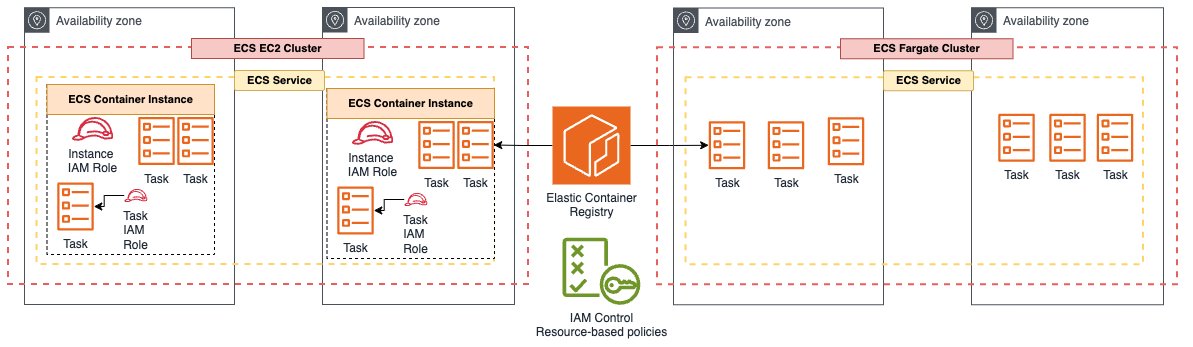 Availability zone
Availability zone
Availability zone
Availability zone
ECS EC2 Cluster
ECS Fargate Cluster
ECS Service
ECS Service
ECS Container Instance
ECS Container Instance
Instance
IAM Role
Task
Task
Task
Task
IAM
Role
Instance
IAM Role
Task
Task
Task
Task
IAM
Role
Elastic Container
Registry
IAM Control
Resource-based policies
Task
Task
Task
Task
Task
Task